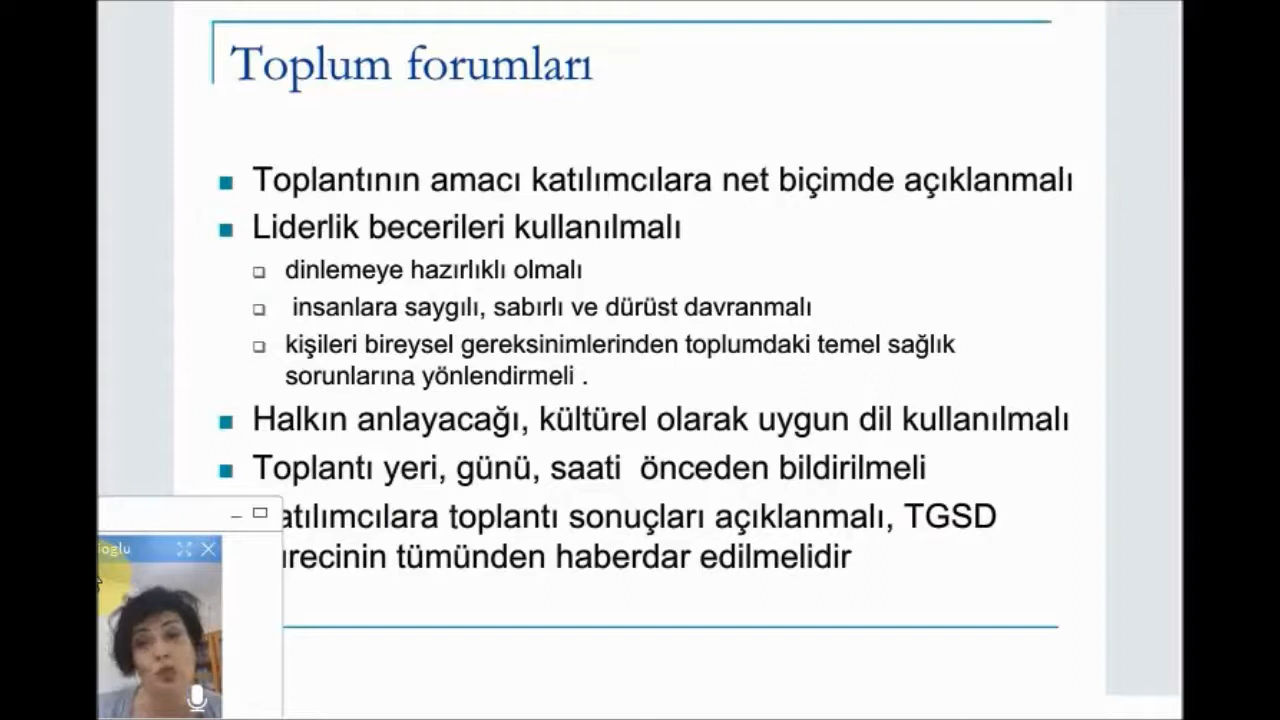 Toplum forumları
Toplantının amacı katılımcılara net biçimde açıklanmalı
Liderlik becerileri kullanılmalı
dinlemeye hazırlıklı olmalı
insanlara saygılı, sabırlı ve dürüst davranmalı
kişileri bireysel gereksinimlerinden toplumdaki temel sağlık
sorunlarına yönlendirmeli .
Halkın anlayacağı, kültürel olarak uygun dil kullanılmalı
Toplantı yeri, günü, saati önceden bildirilmeli
atılımcılara toplantı sonuçları açıklanmalı, TGSD
recinin tümünden haberdar edilmelidir
ioglu